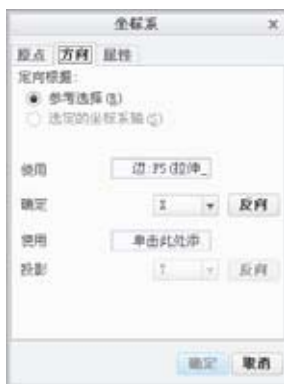 坐标系
原点 方向 属性
定向根据：
参考选择(R)
选定的坐标系轴(C)
使用 边:F5(拉伸_
确定 X 反向
使用 单击此处添
投影 Y 反向
确定 取消